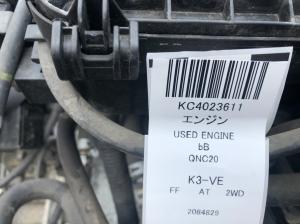 KC4023611
エンジン
USED ENGINE
bB
QNC20
K3-VE
FF AT 2WD
2084829